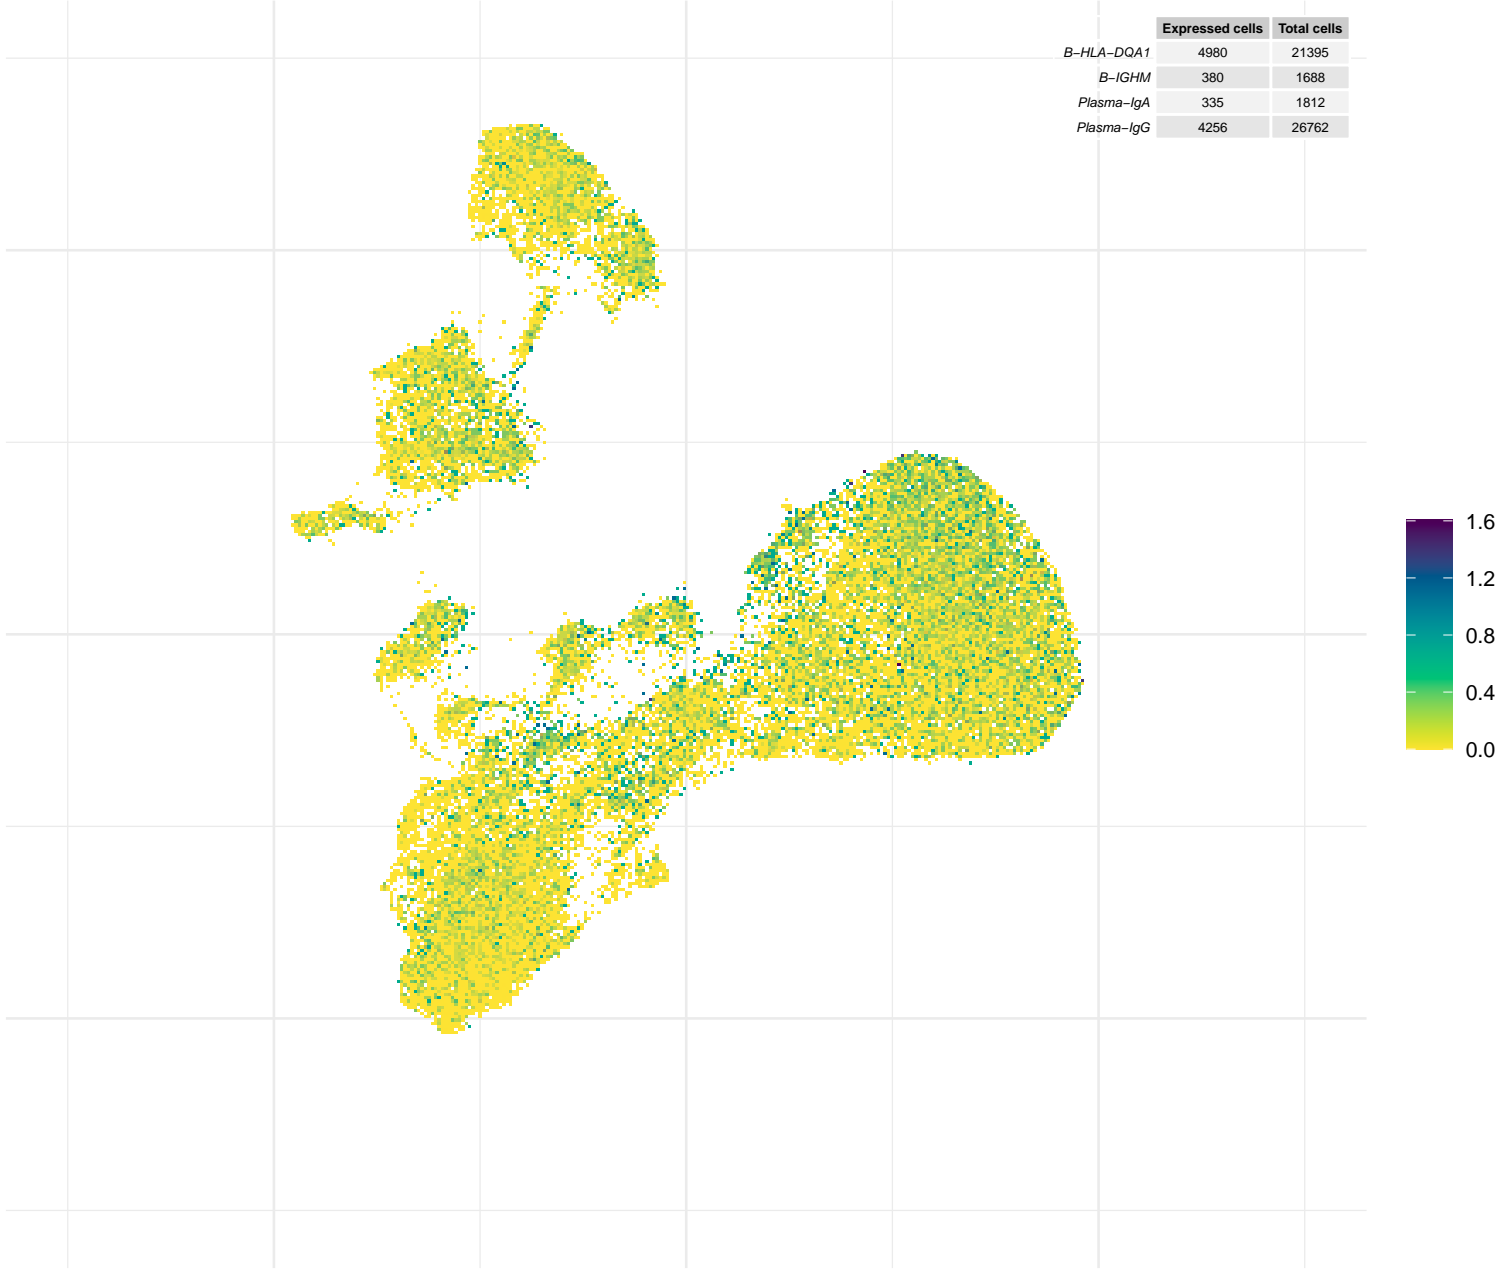 Expressed cells Total cells
B-HLA-DQA1 4980 21395
B-IGHM 380 1688
Plasma-IgA 335 1812
Plasma-IgG 4256 26762
1.6
1.2
0.8
0.4
0.0